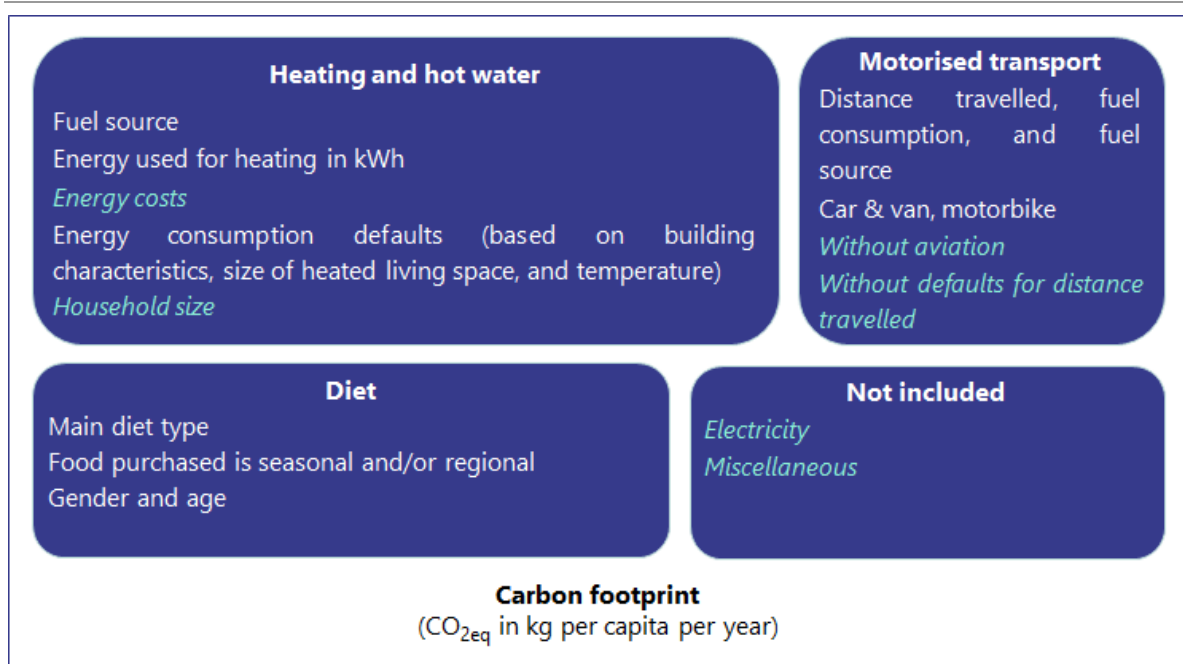 Heating and hot water
Fuel source
Energy used for heating in kWh
Energy costs
Energy consumption defaults (based on building
characteristics, size of heated living space, and temperature)
Household size
Motorised transport
Distance travelled, fuel
consumption, and fuel
source
Car & van, motorbike
Without aviation
Without defaults for distance
travelled
Diet
Main diet type
Food purchased is seasonal and/or regional
Gender and age
Not included
Electricity
Miscellaneous
Carbon footprint
(CO2eq in kg per capita per year)